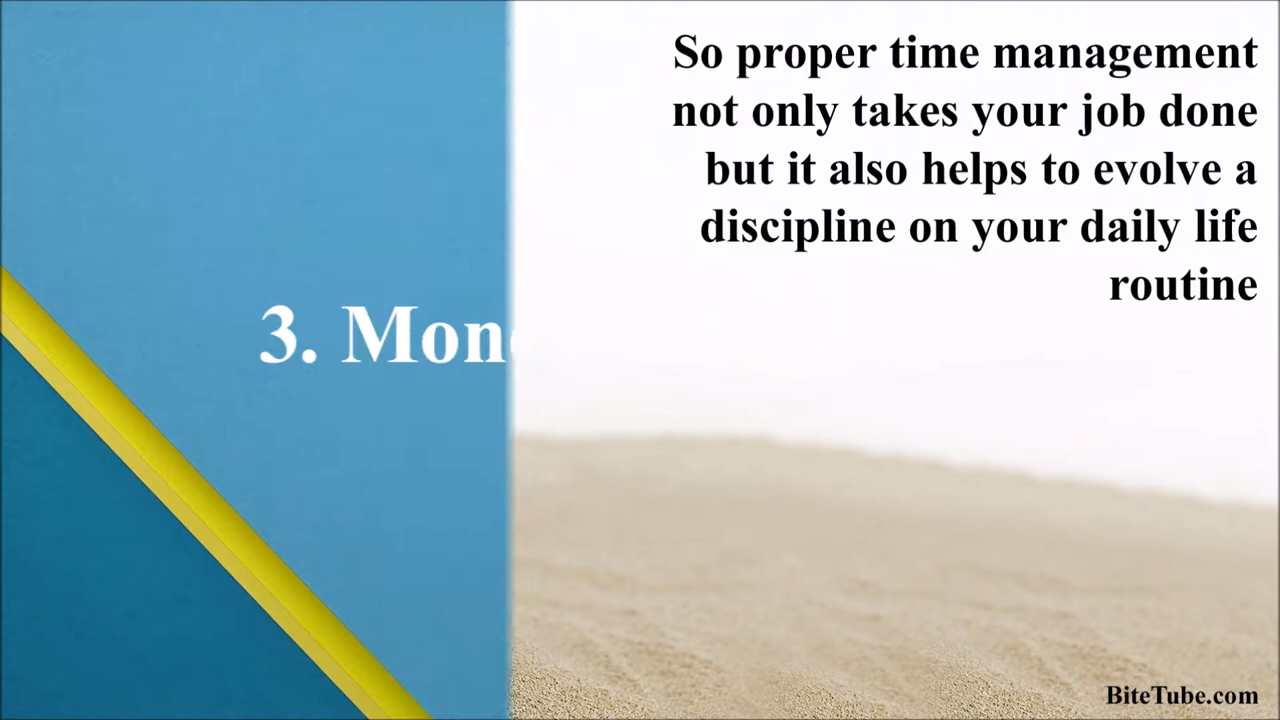 So proper time management
not only takes your job done
but it also helps to evolve a
discipline on your daily life
routine
3.
BiteTube.com